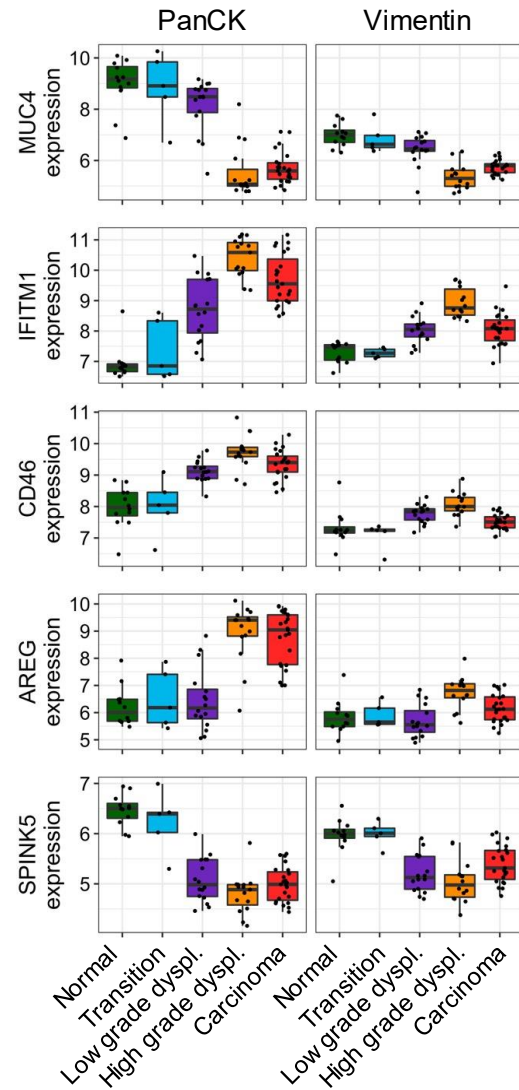 PanCK Vimentin
MUC4
expression
10
8
6
IFITM1
expression
11
10
9
8
7
CD46
expression
11
10
9
8
7
AREG
expression
10
9
8
7
6
5
SPINK5
expression
7
6
5
Normal
Transition
Low grade dyspl.
High grade dyspl.
Carcinoma
Normal
Transition
Low grade dyspl.
High grade dyspl.
Carcinoma